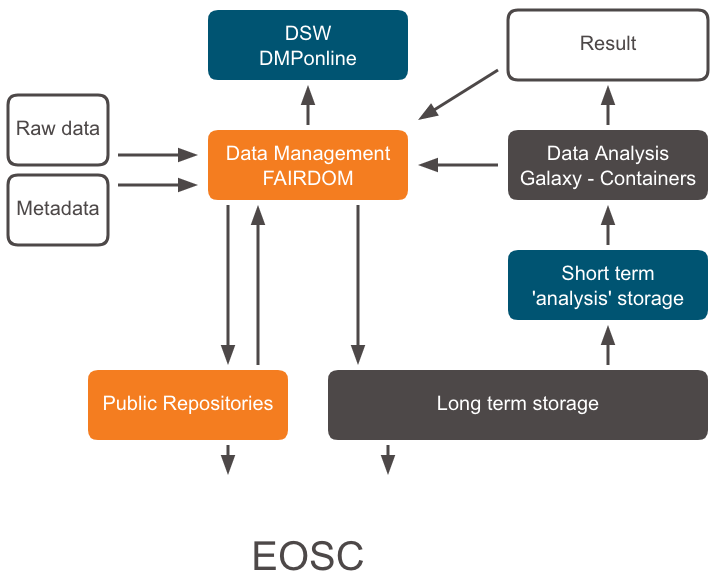 DSW
DMPonline
Result
Raw data
Data Management
FAIRDOM
Data Analysis
Galaxy - Containers
Metadata
Short term
'analysis' storage
Public Repositories
Long term storage
EOSC